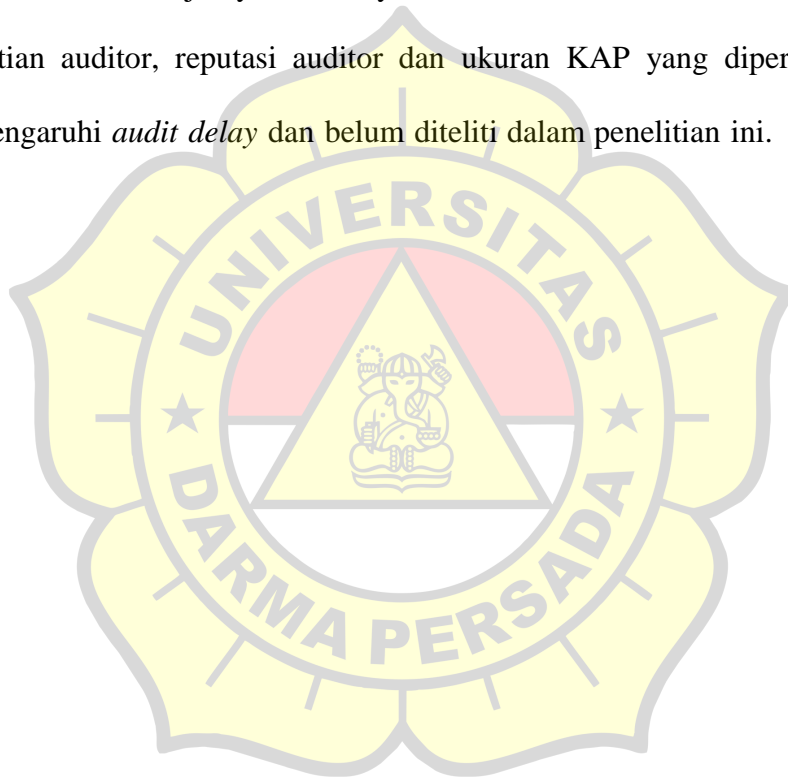 tian auditor, reputasi auditor dan ukuran KAP yang diper
engaruhi audit delay dan belum diteliti dalam penelitian ini.
UNIVERSITAS
DARMA PERSADA